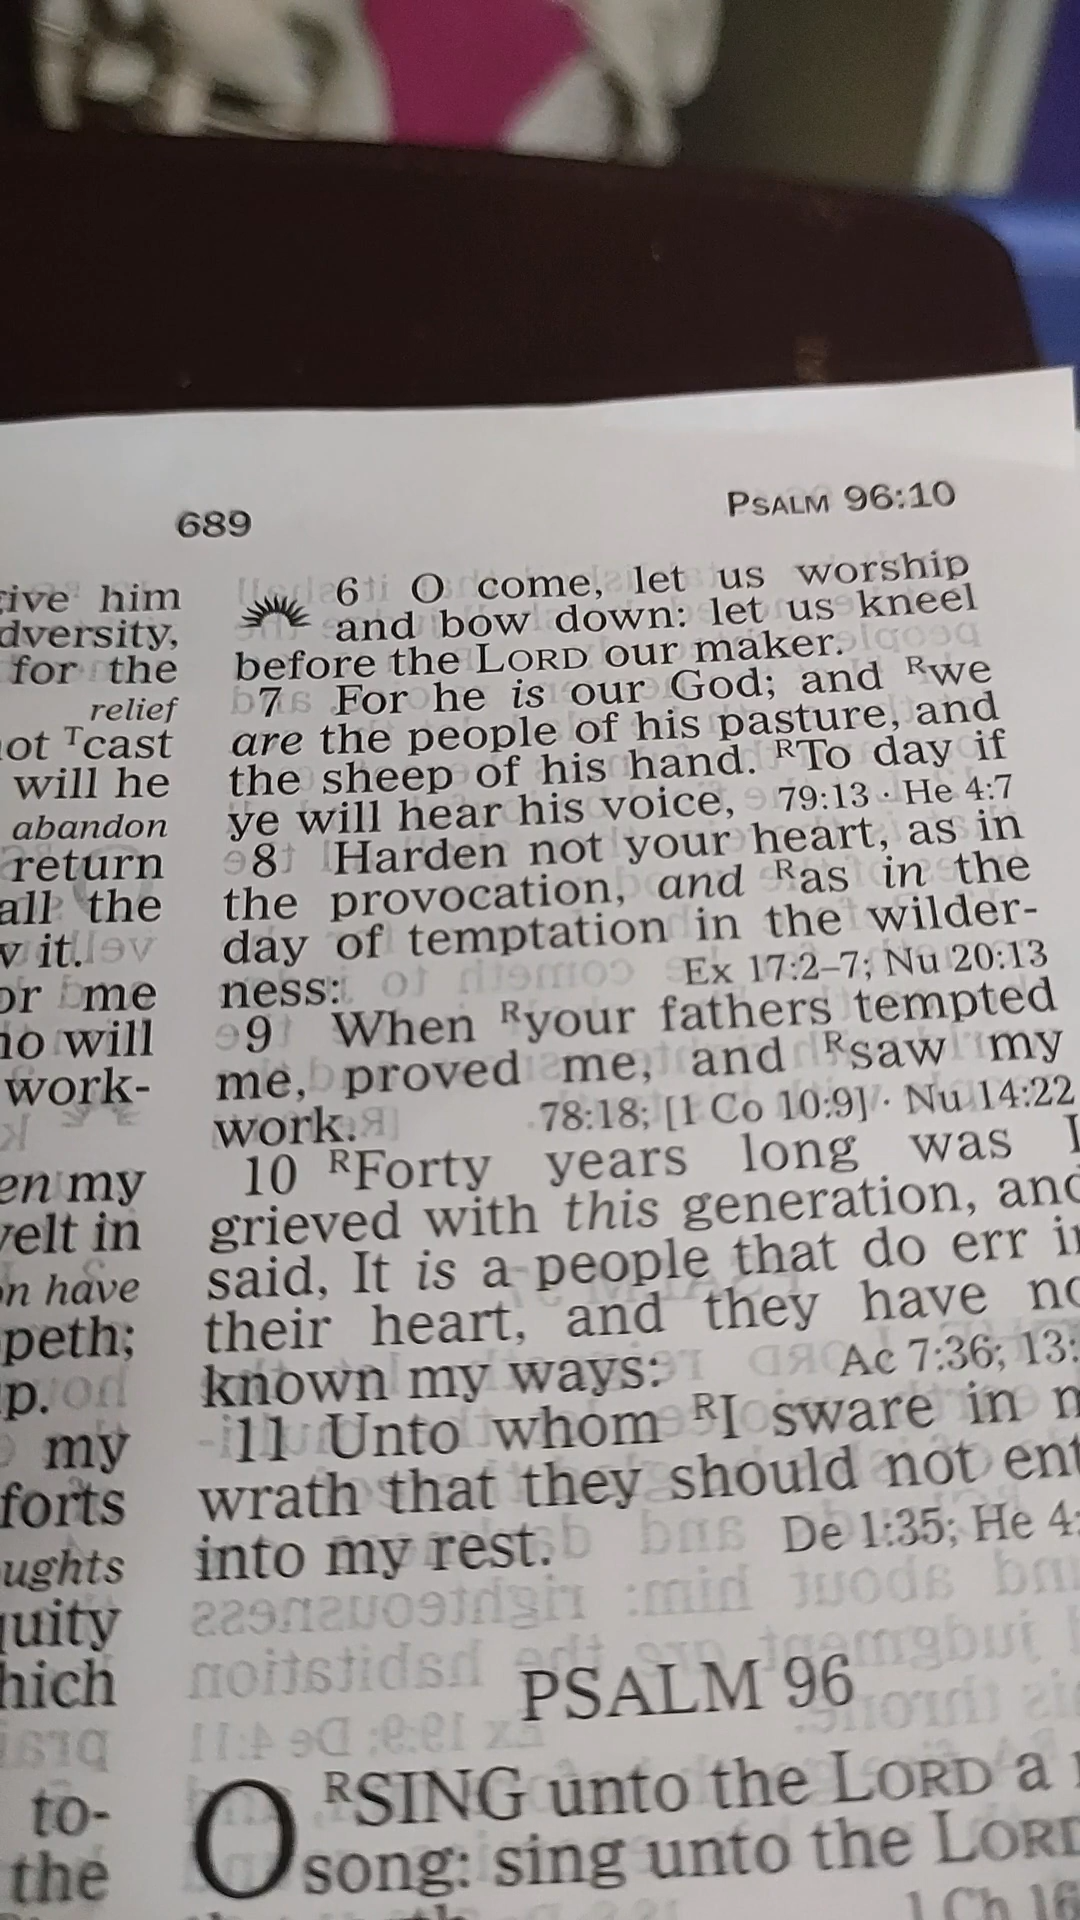 689
PSALM 96:10
him
for the
relief
Tcast
will he
abandon
return
the
it.
me
will
work-
my
in
have
my
to-
the
6 O come, let us worship
and bow down: let us kneel
before the LORD our maker.
7 For he is our God; and Rwe
are the people of his pasture, and
the sheep of his hand. RTo day if
ye will hear his voice, 79:13 · He 4:7
8 Harden not your heart, as in
the provocation, and Ras in the
day of temptation in the wilder-
ness: Ex 17:2–7; Nu 20:13
9 When Ryour fathers tempted
me, proved me, and Rsaw my
work. 78:18; [1 Co 10:9] · Nu 14:22
10 RForty years long was I
grieved with this generation, and
said, It is a people that do err in
their heart, and they have
known my ways: Ac 7:36; 13:
11 Unto whom RI sware in
wrath that they should not
into my rest. De 1:35; He 4:
PSALM 96
O RSING unto the LORD a
song: sing unto the LORD
1 Ch 16